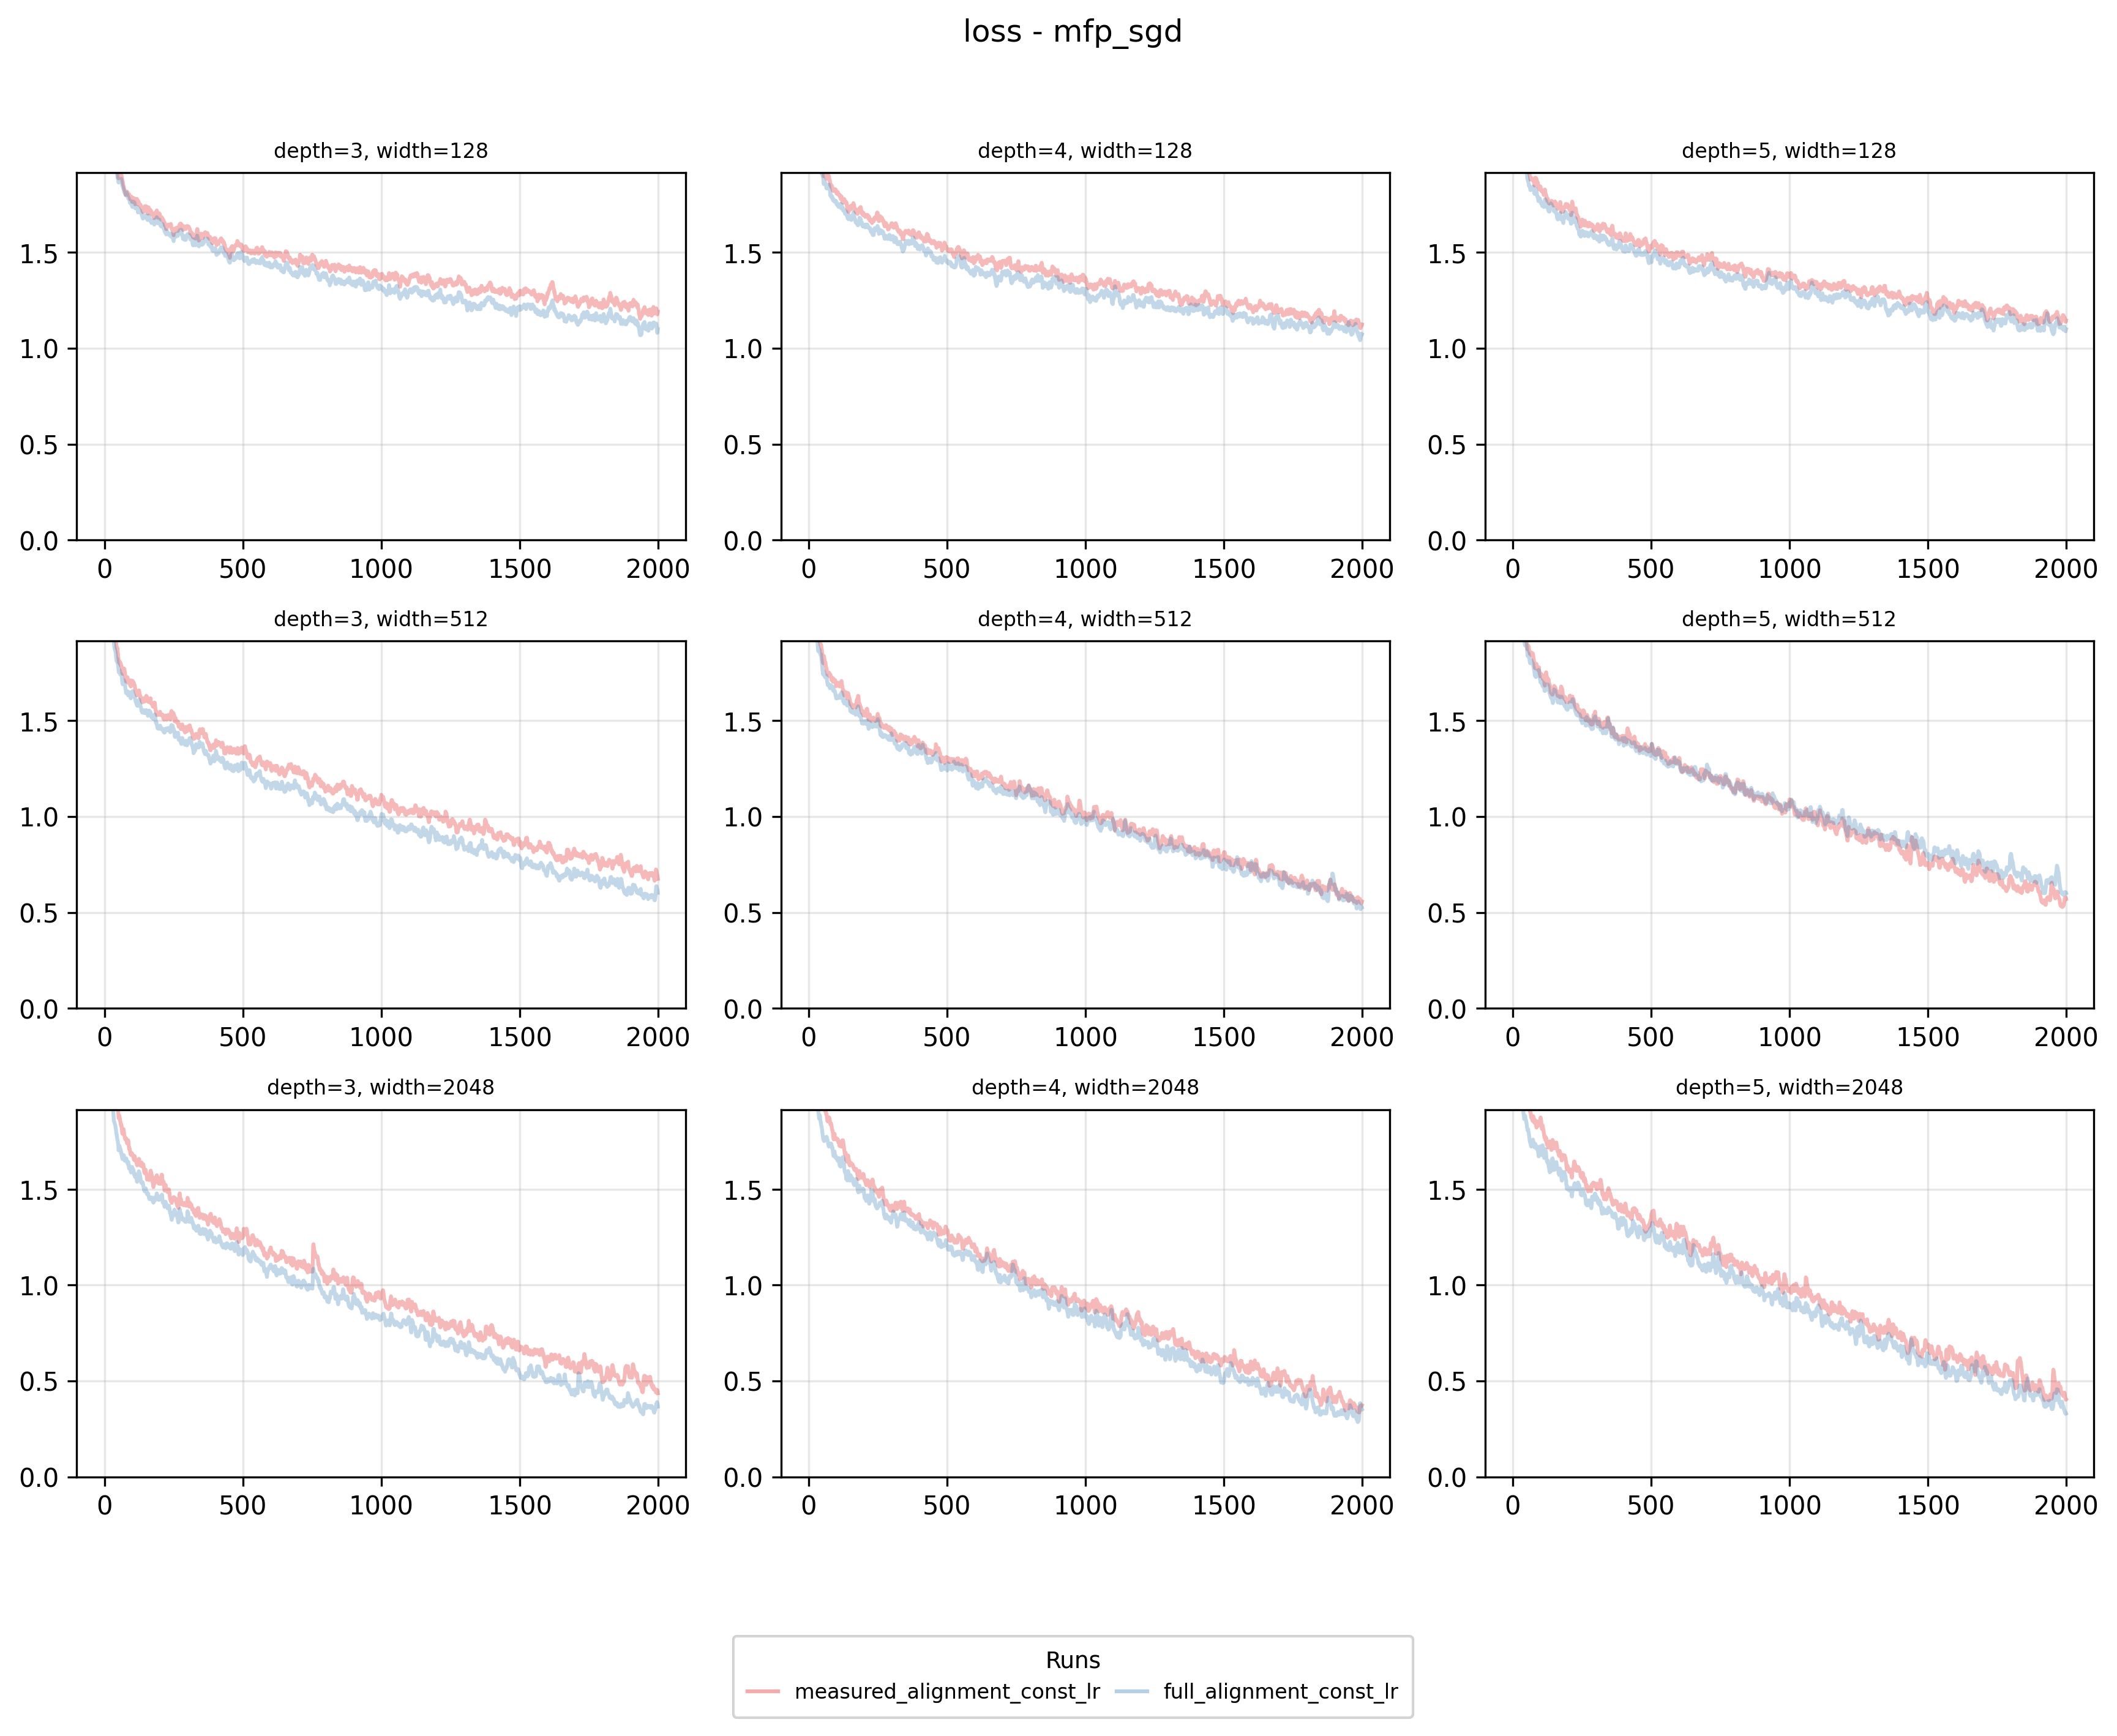 loss - mfp_sgd
depth=3, width=128
depth=4, width=128
depth=5, width=128
1.5
1.0
0.5
0.0
0 500 1000 1500 2000
1.5
1.0
0.5
0.0
0 500 1000 1500 2000
1.5
1.0
0.5
0.0
0 500 1000 1500 2000
depth=3, width=512
depth=4, width=512
depth=5, width=512
1.5
1.0
0.5
0.0
0 500 1000 1500 2000
1.5
1.0
0.5
0.0
0 500 1000 1500 2000
1.5
1.0
0.5
0.0
0 500 1000 1500 2000
depth=3, width=2048
depth=4, width=2048
depth=5, width=2048
1.5
1.0
0.5
0.0
0 500 1000 1500 2000
1.5
1.0
0.5
0.0
0 500 1000 1500 2000
1.5
1.0
0.5
0.0
0 500 1000 1500 2000
Runs
measured_alignment_const_lr full_alignment_const_lr